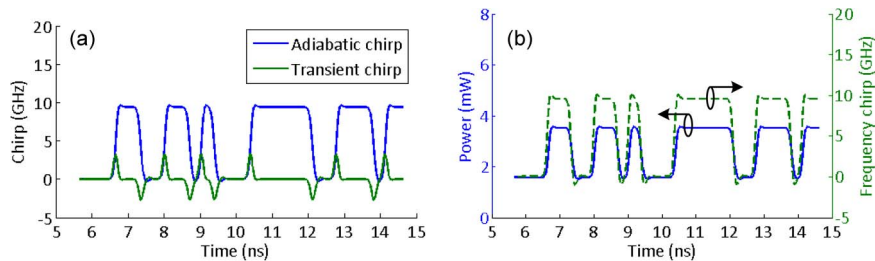 (a)
Adiabatic chirp
Transient chirp
Chirp (GHz)
20
15
10
5
0
-5
5 6 7 8 9 10 11 12 13 14 15
Time (ns)
(b)
Power (mW)
8
6
4
2
0
Frequency chirp (GHz)
20
15
10
5
0
-5
5 6 7 8 9 10 11 12 13 14 15
Time (ns)